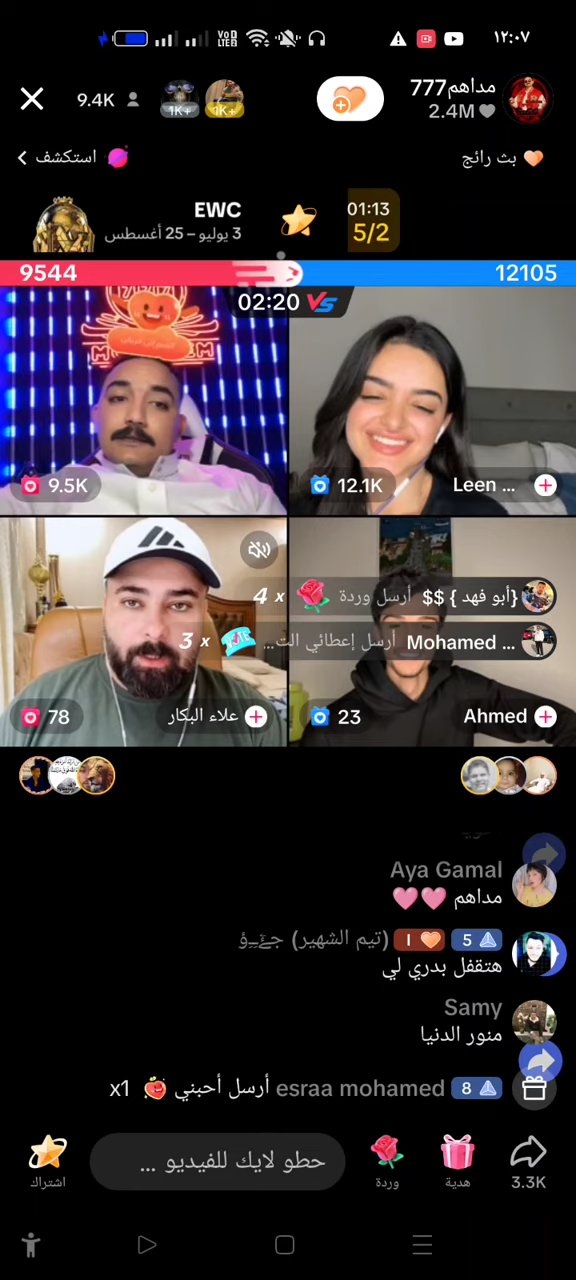 ١٢:٠٧
Vo LTE2
مداهم777
2.4M
9.4K
1K+
1K+
بث رائج
استكشف
EWC
3 يوليو – 25 أغسطس
01:13
5/2
9544
12105
02:20 VS
9.5K
12.1K
Leen ...
{أبو فهد } $$ أرسل وردة x 4
Mohamed ... أرسل إعطائي الت... x 3
78
علاء البكار
23
Ahmed
Aya Gamal
مداهم
5 I (تيم الشهير)
هتقفل بدري لي
Samy
منور الدنيا
8 esraa mohamed أرسل أحبني x1
حطو لايك للفيديو ...
اشتراك
وردة
هدية
3.3K